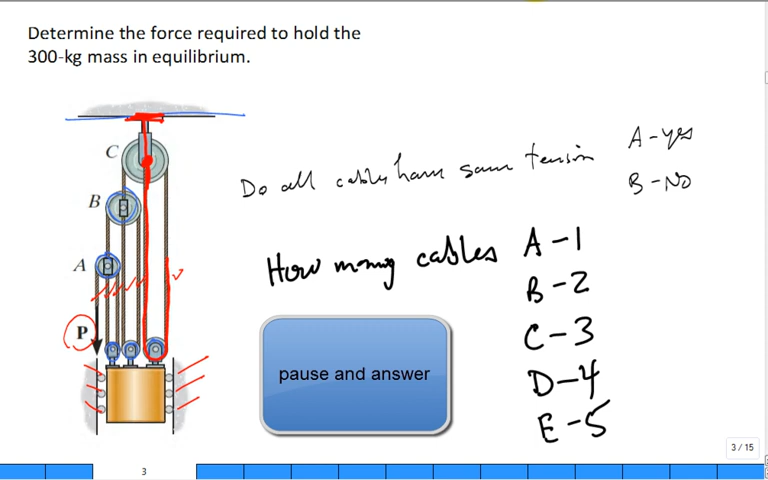 Determine the force required to hold the
300-kg mass in equilibrium.
C
B
A
P
Do all cables have same tension
A-yes
B-NO
How many cables
A-1
B-2
C-3
D-4
E-5
pause and answer
3 / 15
3